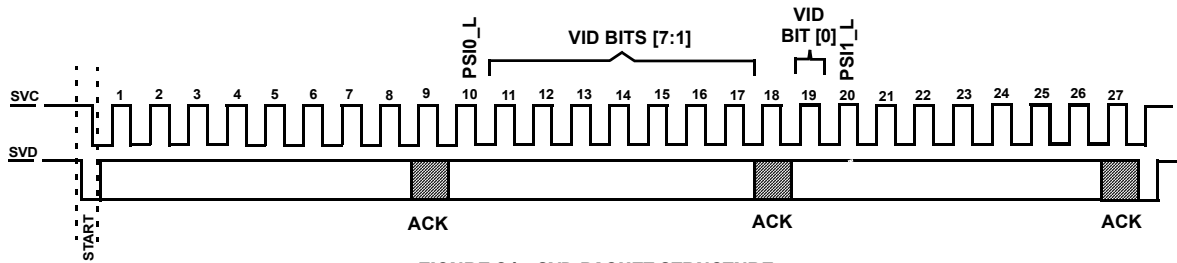 PSI0_L
VID BITS [7:1]
VID
BIT [0]
PSI1_L
SVC
1 2 3 4 5 6 7 8 9 10 11 12 13 14 15 16 17 18 19 20 21 22 23 24 25 26 27
SVD
START
ACK ACK ACK